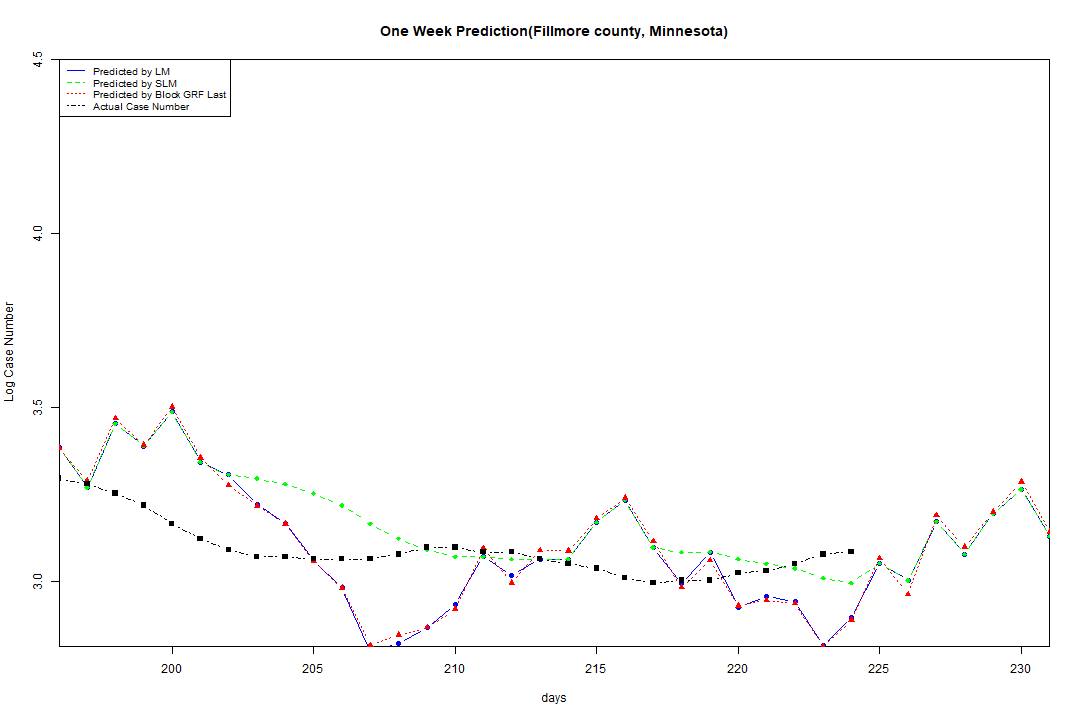 One Week Prediction(Fillmore county, Minnesota)
Predicted by LM
Predicted by SLM
Predicted by Block GRF Last
Actual Case Number
4.5
4.0
3.5
3.0
Log Case Number
200 205 210 215 220 225 230
days